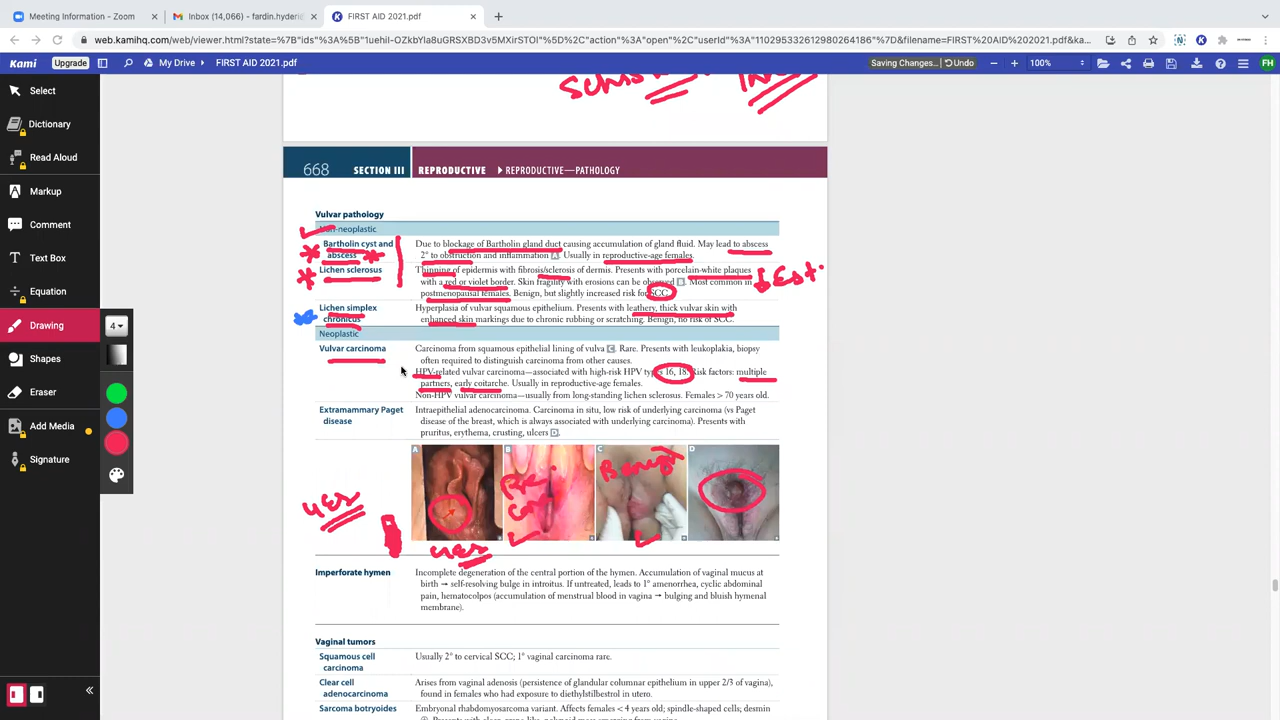 Meeting Information - Zoom
Inbox (14,066) - fardin.hyderi@
FIRST AID 2021.pdf
web.kamihq.com/web/viewer.html?state=%7B"ids"%3A%5B"1uehiI-OZkbYla8uGRSXBD3v5MXirSTOI"%5D%2C"action"%3A"open"%2C"userId"%3A"110295332612980264186"%7D&filename=FIRST%20AID%202021.pdf&ka...
Kami
Upgrade
My Drive
FIRST AID 2021.pdf
100%
Saving Changes... Undo
FH
Select
Dictionary
Read Aloud
Markup
Comment
Text Box
Equation
Drawing
4
Shapes
Eraser
Add Media
Signature
668 SECTION III REPRODUCTIVE REPRODUCTIVE—PATHOLOGY
Vulvar pathology
Bartholin cyst and
abscess
Due to blockage of Bartholin gland duct causing accumulation of gland fluid. May lead to abscess
2° to obstruction and inflammation A. Usually in reproductive-age females.
Lichen sclerosus
Thinning of epidermis with fibrosis/sclerosis of dermis. Presents with porcelain-white plaques
with a red or violet border. Skin fragility with erosions can be observed B. Most common in
postmenopausal females. Benign, but slightly increased risk for SCC.
↓Est.
Lichen simplex
chronicus
Hyperplasia of vulvar squamous epithelium. Presents with leathery, thick vulvar skin with
enhanced skin markings due to chronic rubbing or scratching. Benign, no risk of SCC.
Neoplastic
Vulvar carcinoma
Carcinoma from squamous epithelial lining of vulva C. Rare. Presents with leukoplakia, biopsy
often required to distinguish carcinoma from other causes.
HPV-related vulvar carcinoma—associated with high-risk HPV types 16, 18. Risk factors: multiple
partners, early coitarche. Usually in reproductive-age females.
Non-HPV vulvar carcinoma—usually from long-standing lichen sclerosus. Females > 70 years old.
Extramammary Paget
disease
Intraepithelial adenocarcinoma. Carcinoma in situ, low risk of underlying carcinoma (vs Paget
disease of the breast, which is always associated with underlying carcinoma). Presents with
pruritus, erythema, crusting, ulcers D.
A
B
C
D
Benign
yes
yes
Imperforate hymen
Incomplete degeneration of the central portion of the hymen. Accumulation of vaginal mucus at
birth → self-resolving bulge in introitus. If untreated, leads to 1° amenorrhea, cyclic abdominal
pain, hematocolpos (accumulation of menstrual blood in vagina → bulging and bluish hymenal
membrane).
Vaginal tumors
Squamous cell
carcinoma
Usually 2° to cervical SCC; 1° vaginal carcinoma rare.
Clear cell
adenocarcinoma
Arises from vaginal adenosis (persistence of glandular columnar epithelium in upper 2/3 of vagina),
found in females who had exposure to diethylstilbestrol in utero.
Sarcoma botryoides
Embryonal rhabdomyosarcoma variant. Affects females < 4 years old; spindle-shaped cells; desmin